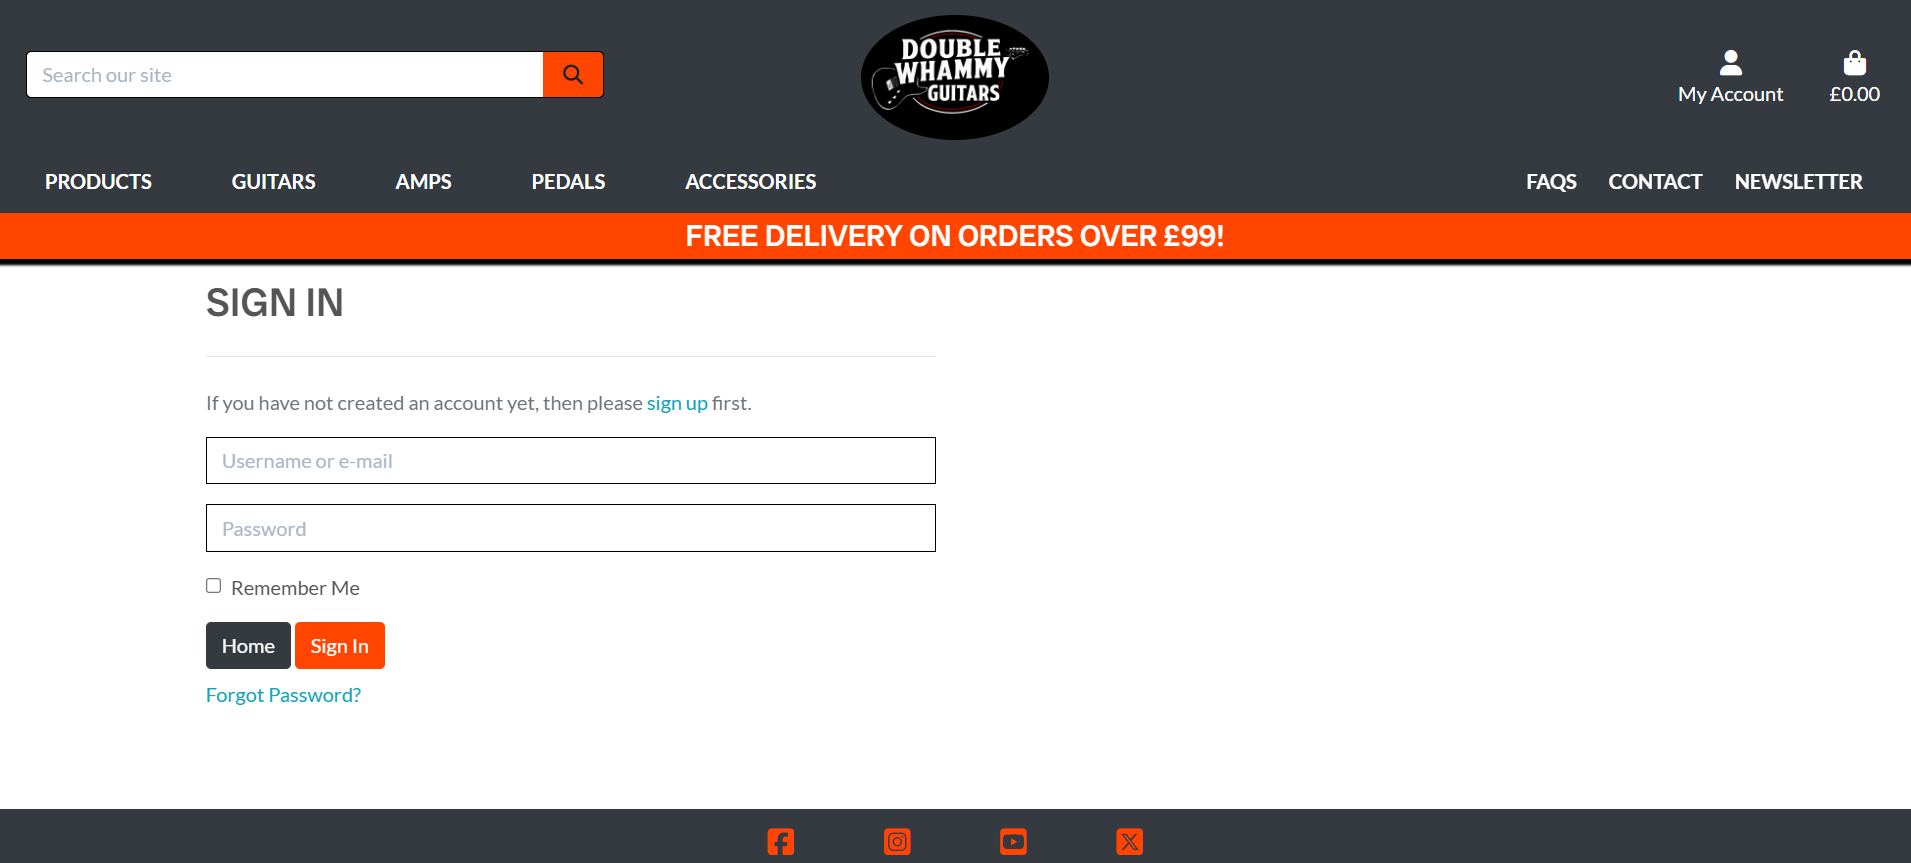 Search our site
DOUBLE
WHAMMY
GUITARS
My Account
£0.00
PRODUCTS
GUITARS
AMPS
PEDALS
ACCESSORIES
FAQS
CONTACT
NEWSLETTER
FREE DELIVERY ON ORDERS OVER £99!
SIGN IN
If you have not created an account yet, then please sign up first.
Username or e-mail
Password
Remember Me
Home
Sign In
Forgot Password?